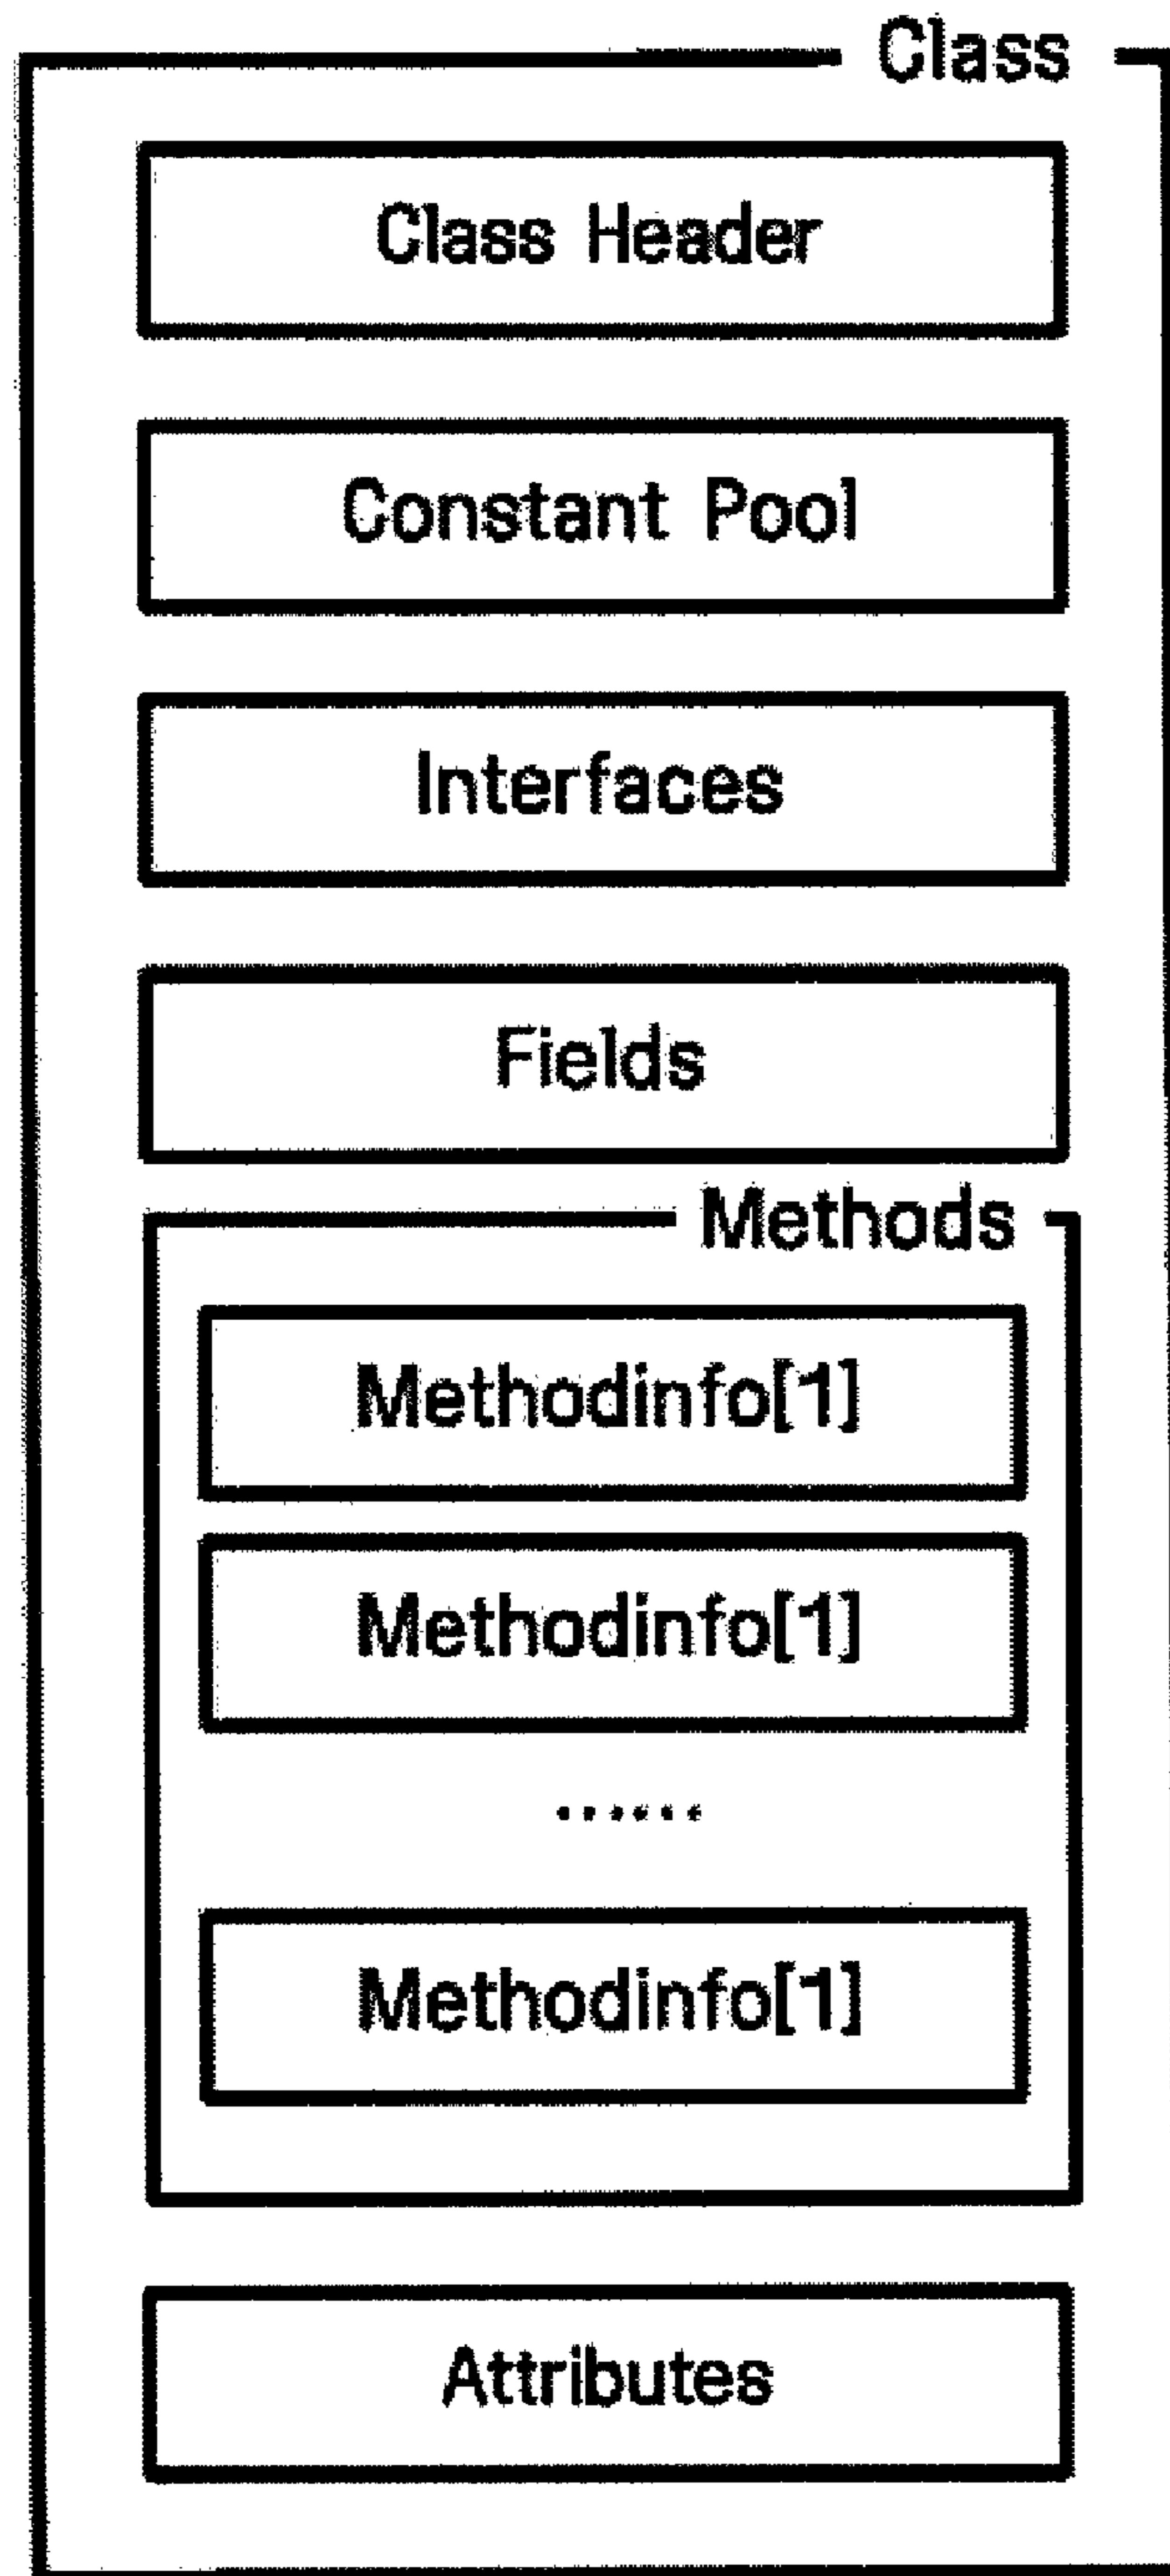 Class
Class Header
Constant Pool
Interfaces
Fields
Methods
Methodinfo[1]
Methodinfo[1]
......
Methodinfo[1]
Attributes